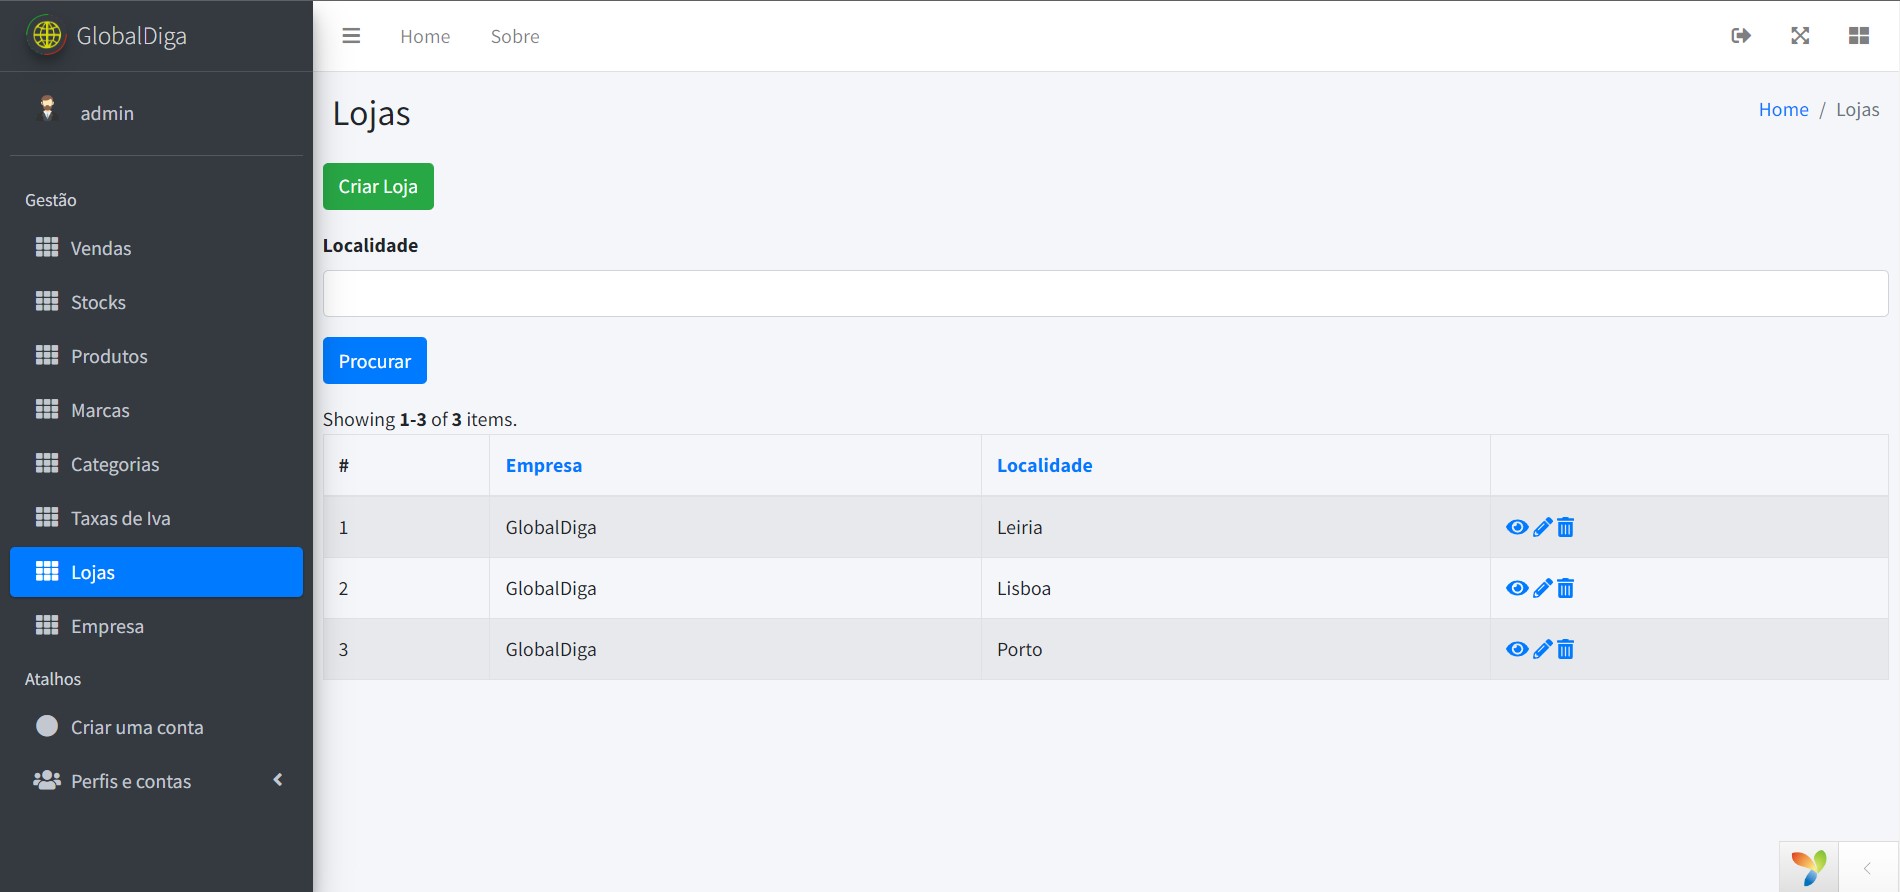 GlobalDiga
Home Sobre
admin
Lojas
Home / Lojas
Gestão
Vendas
Stocks
Produtos
Marcas
Categorias
Taxas de Iva
Lojas
Empresa
Atalhos
Criar uma conta
Perfis e contas
Criar Loja
Localidade
Procurar
Showing 1-3 of 3 items.
# Empresa Localidade
1 GlobalDiga Leiria
2 GlobalDiga Lisboa
3 GlobalDiga Porto